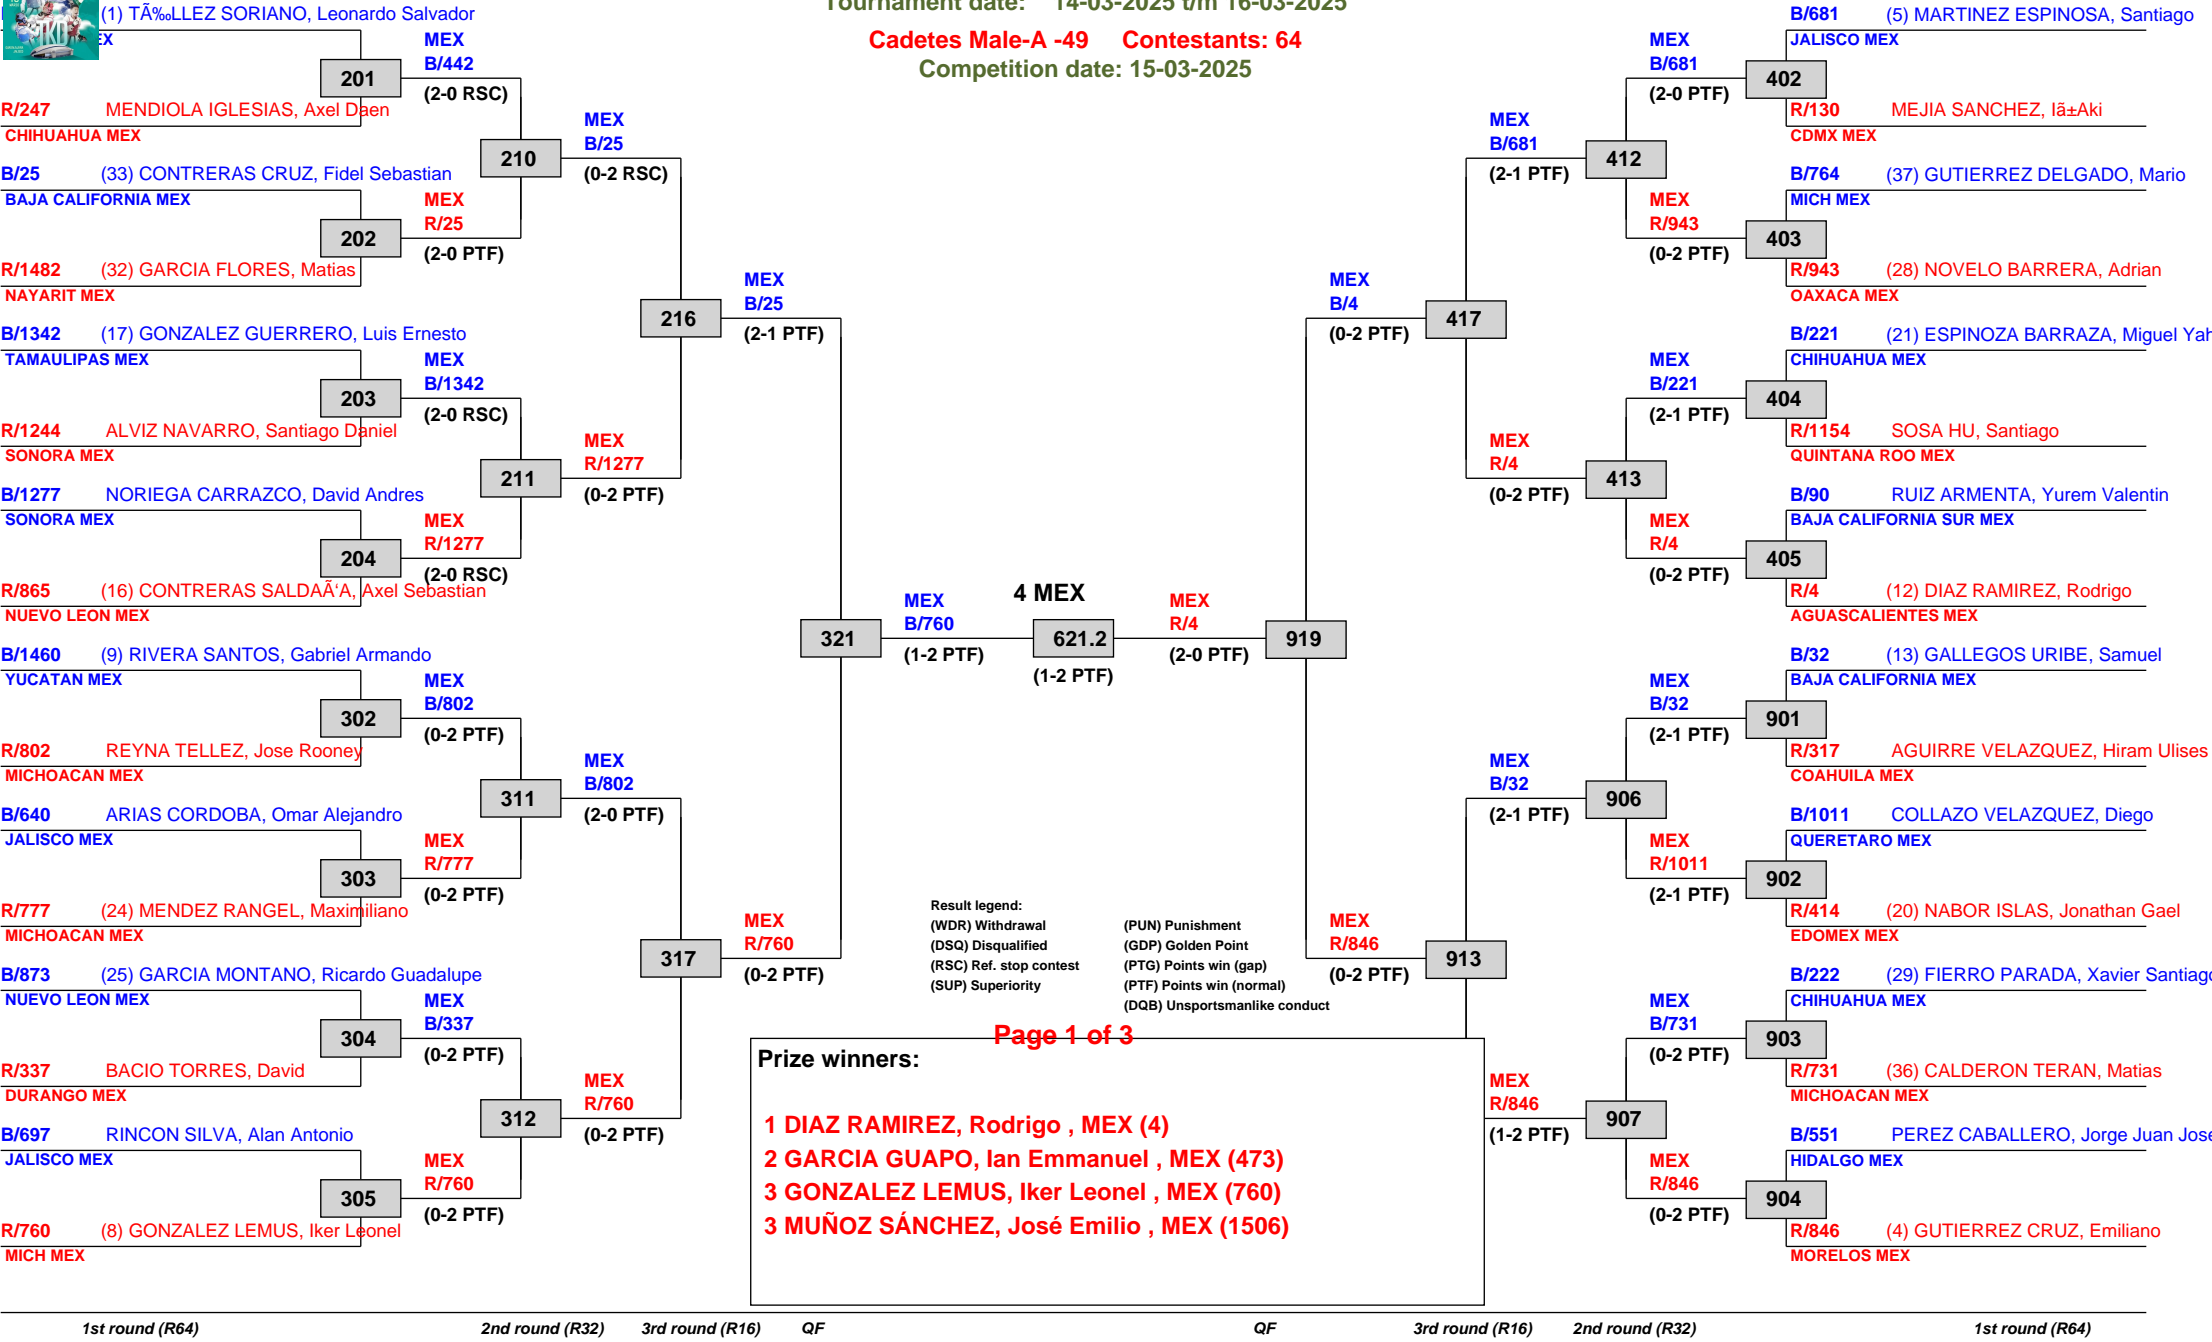 Tournament date: 14-03-2025 t/m 16-03-2025
Cadetes Male-A -49 Contestants: 64
Competition date: 15-03-2025
TKD
(1) TÃ‰LLEZ SORIANO, Leonardo Salvador
EX
201
R/247 MENDIOLA IGLESIAS, Axel Daen
CHIHUAHUA MEX
B/25 (33) CONTRERAS CRUZ, Fidel Sebastian
BAJA CALIFORNIA MEX
202
R/1482 (32) GARCIA FLORES, Matias
NAYARIT MEX
B/1342 (17) GONZALEZ GUERRERO, Luis Ernesto
TAMAULIPAS MEX
203
R/1244 ALVIZ NAVARRO, Santiago Daniel
SONORA MEX
B/1277 NORIEGA CARRAZCO, David Andres
SONORA MEX
204
R/865 (16) CONTRERAS SALDAÃ‘A, Axel Sebastian
NUEVO LEON MEX
B/1460 (9) RIVERA SANTOS, Gabriel Armando
YUCATAN MEX
302
R/802 REYNA TELLEZ, Jose Rooney
MICHOACAN MEX
B/640 ARIAS CORDOBA, Omar Alejandro
JALISCO MEX
303
R/777 (24) MENDEZ RANGEL, Maximiliano
MICHOACAN MEX
B/873 (25) GARCIA MONTANO, Ricardo Guadalupe
NUEVO LEON MEX
304
R/337 BACIO TORRES, David
DURANGO MEX
B/697 RINCON SILVA, Alan Antonio
JALISCO MEX
305
R/760 (8) GONZALEZ LEMUS, Iker Leonel
MICH MEX
MEX
B/442
(2-0 RSC)
210
MEX
R/25
(2-0 PTF)
MEX
B/1342
(2-0 RSC)
211
MEX
R/1277
(2-0 RSC)
MEX
B/802
(0-2 PTF)
311
MEX
R/777
(0-2 PTF)
MEX
B/337
(0-2 PTF)
312
MEX
R/760
(0-2 PTF)
MEX
B/25
(0-2 RSC)
216
MEX
R/1277
(0-2 PTF)
MEX
B/802
(2-0 PTF)
317
MEX
R/760
(0-2 PTF)
MEX
B/25
(2-1 PTF)
321
MEX
R/760
(0-2 PTF)
MEX
B/760
(1-2 PTF)
4 MEX
621.2
(1-2 PTF)
MEX
R/4
(2-0 PTF)
919
MEX
B/4
(0-2 PTF)
417
MEX
R/846
(0-2 PTF)
913
MEX
B/681
(2-1 PTF)
412
MEX
R/4
(0-2 PTF)
413
MEX
B/32
(2-1 PTF)
906
MEX
R/846
(1-2 PTF)
907
MEX
B/681
(2-0 PTF)
402
MEX
R/943
(0-2 PTF)
403
MEX
B/221
(2-1 PTF)
404
MEX
R/4
(0-2 PTF)
405
MEX
B/32
(2-1 PTF)
901
MEX
R/1011
(2-1 PTF)
902
MEX
B/731
(0-2 PTF)
903
MEX
R/846
(0-2 PTF)
904
B/681 (5) MARTINEZ ESPINOSA, Santiago
JALISCO MEX
R/130 MEJIA SANCHEZ, Iã±Aki
CDMX MEX
B/764 (37) GUTIERREZ DELGADO, Mario
MICH MEX
R/943 (28) NOVELO BARRERA, Adrian
OAXACA MEX
B/221 (21) ESPINOZA BARRAZA, Miguel Yah
CHIHUAHUA MEX
R/1154 SOSA HU, Santiago
QUINTANA ROO MEX
B/90 RUIZ ARMENTA, Yurem Valentin
BAJA CALIFORNIA SUR MEX
R/4 (12) DIAZ RAMIREZ, Rodrigo
AGUASCALIENTES MEX
B/32 (13) GALLEGOS URIBE, Samuel
BAJA CALIFORNIA MEX
R/317 AGUIRRE VELAZQUEZ, Hiram Ulises
COAHUILA MEX
B/1011 COLLAZO VELAZQUEZ, Diego
QUERETARO MEX
R/414 (20) NABOR ISLAS, Jonathan Gael
EDOMEX MEX
B/222 (29) FIERRO PARADA, Xavier Santiago
CHIHUAHUA MEX
R/731 (36) CALDERON TERAN, Matias
MICHOACAN MEX
B/551 PEREZ CABALLERO, Jorge Juan Jose
HIDALGO MEX
R/846 (4) GUTIERREZ CRUZ, Emiliano
MORELOS MEX
Result legend:
(WDR) Withdrawal (PUN) Punishment
(DSQ) Disqualified (GDP) Golden Point
(RSC) Ref. stop contest (PTG) Points win (gap)
(SUP) Superiority (PTF) Points win (normal)
(DQB) Unsportsmanlike conduct
Page 1 of 3
Prize winners:
1 DIAZ RAMIREZ, Rodrigo , MEX (4)
2 GARCIA GUAPO, Ian Emmanuel , MEX (473)
3 GONZALEZ LEMUS, Iker Leonel , MEX (760)
3 MUÑOZ SÁNCHEZ, José Emilio , MEX (1506)
1st round (R64) 2nd round (R32) 3rd round (R16) QF QF 3rd round (R16) 2nd round (R32) 1st round (R64)